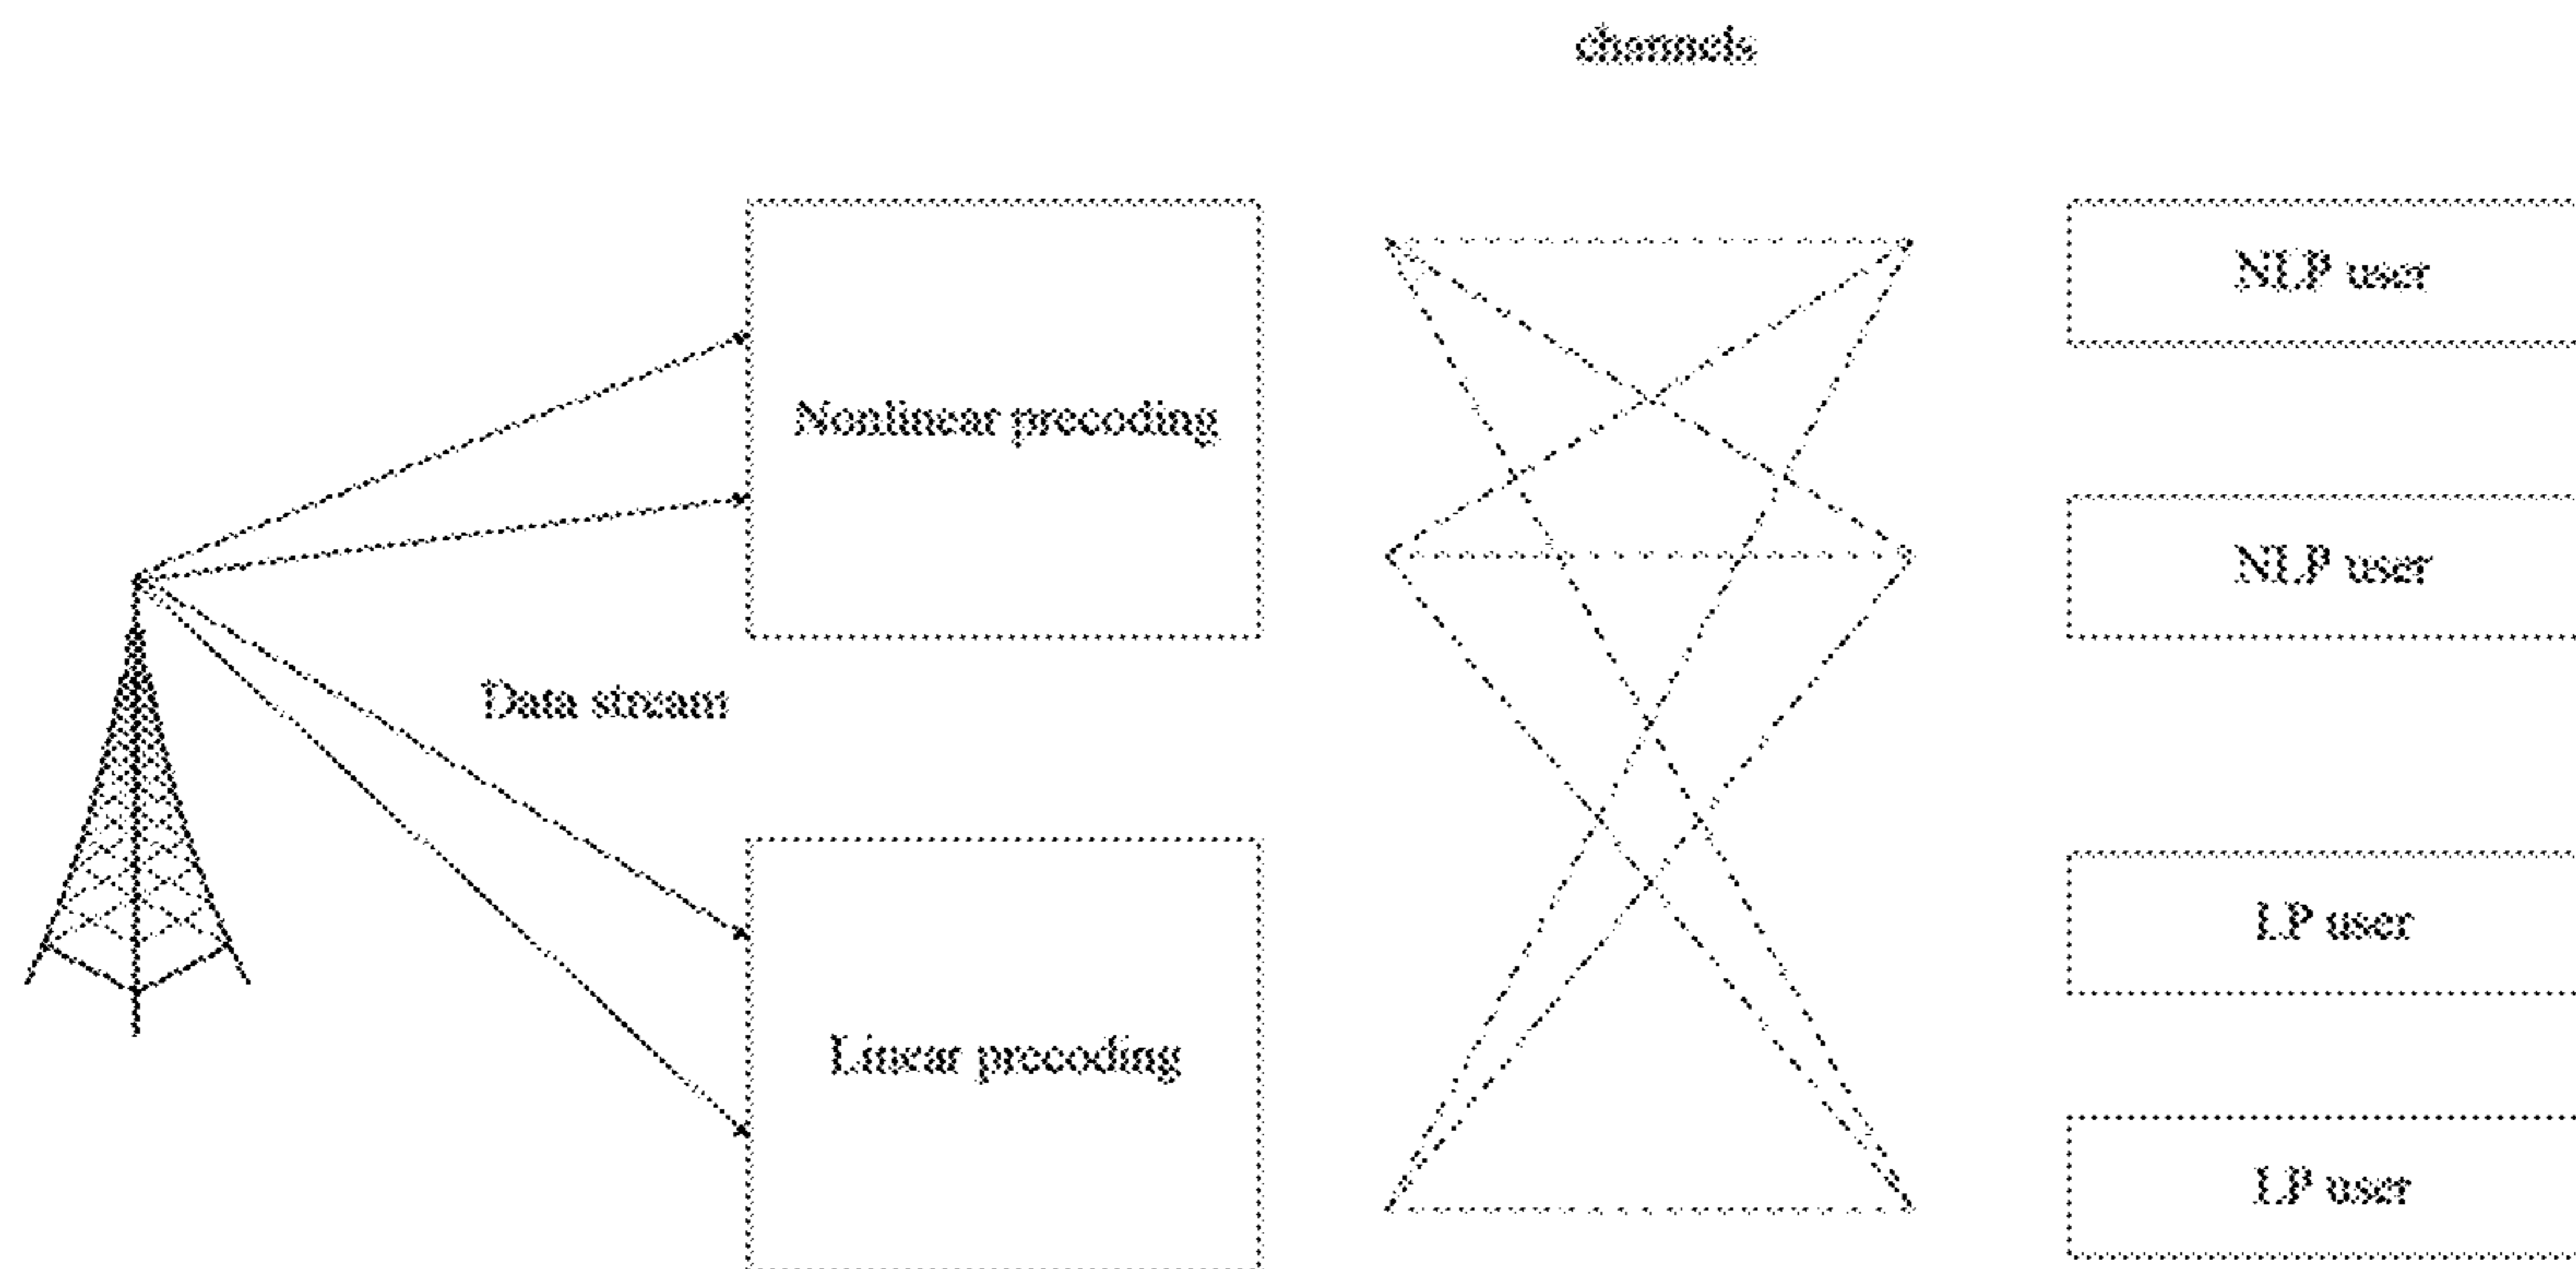 channels
NLP user
Nonlinear precoding
NLP user
Data stream
LP user
Linear precoding
LP user